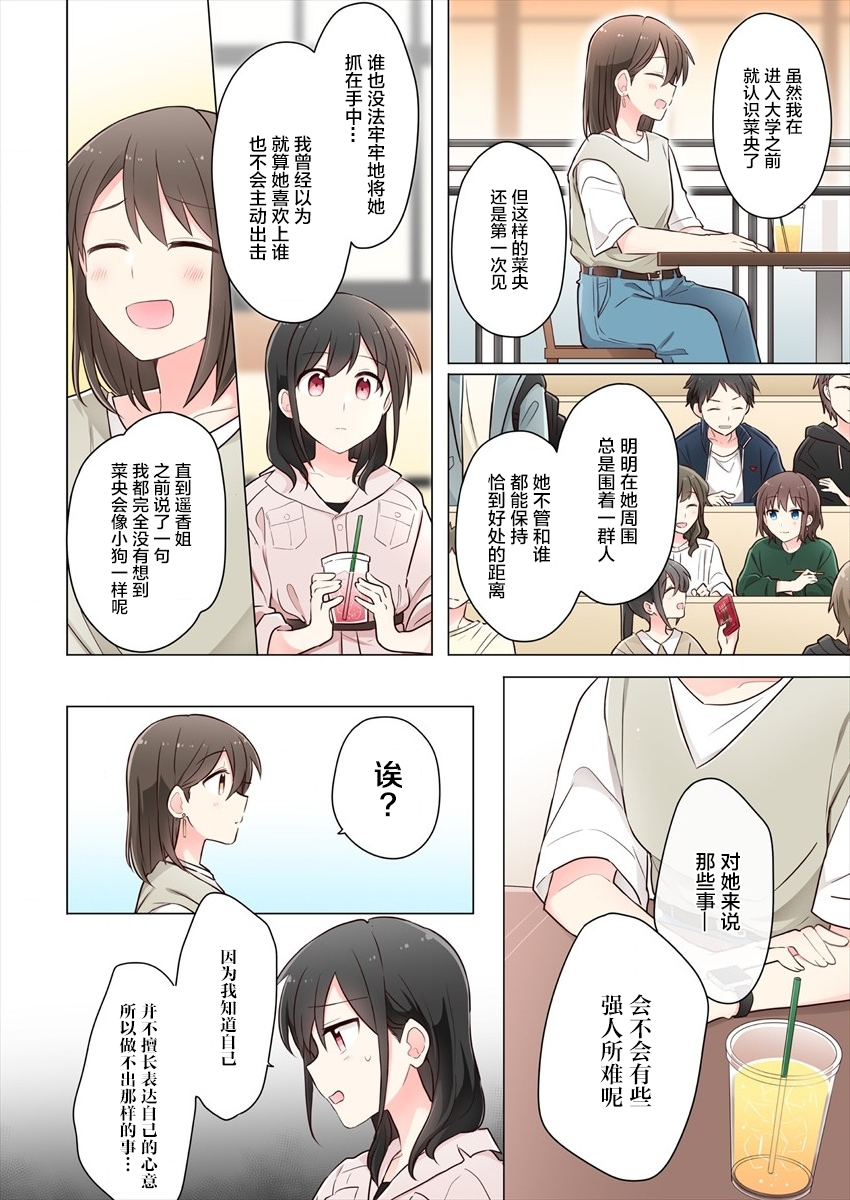 虽然我在
进入大学之前
就认识菜央了
但这样的菜央
还是第一次见
明明在她周围
总是围着一群人
她不管和谁
都能保持
恰到好处的距离
谁也没法牢牢地将她
抓在手中…
我曾经以为
就算她喜欢上谁
也不会主动出击
直到遥香姐
之前说了一句
我都完全没有想到
菜央会像小狗一样呢
对她来说
那些事—
会不会有些
强人所难呢
诶？
因为我知道自己
并不擅长表达自己的心意
所以做不出那样的事…